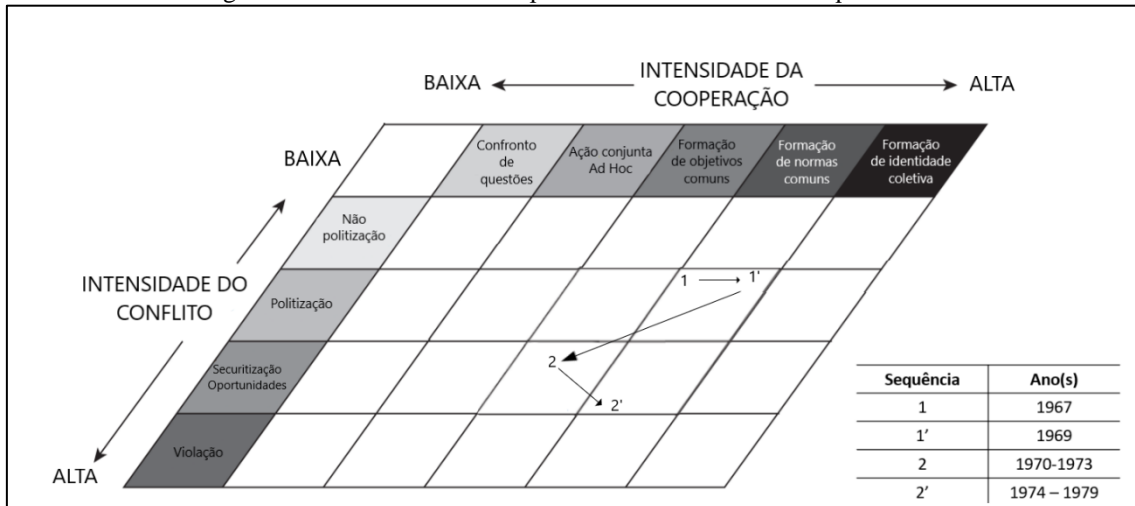 INTENSIDADE DA
COOPERAÇÃO
BAIXA
ALTA
BAIXA
Confronto
de
questões
Ação conjunta
Ad Hoc
Formação
de objetivos
comuns
Formação
de normas
comuns
Formação
de identidade
coletiva
Não
politização
INTENSIDADE DO
CONFLITO
Politização
1
1'
Securitização
Oportunidades
2
2'
Violação
ALTA
Sequência Ano(s)
1 1967
1' 1969
2 1970-1973
2' 1974 – 1979